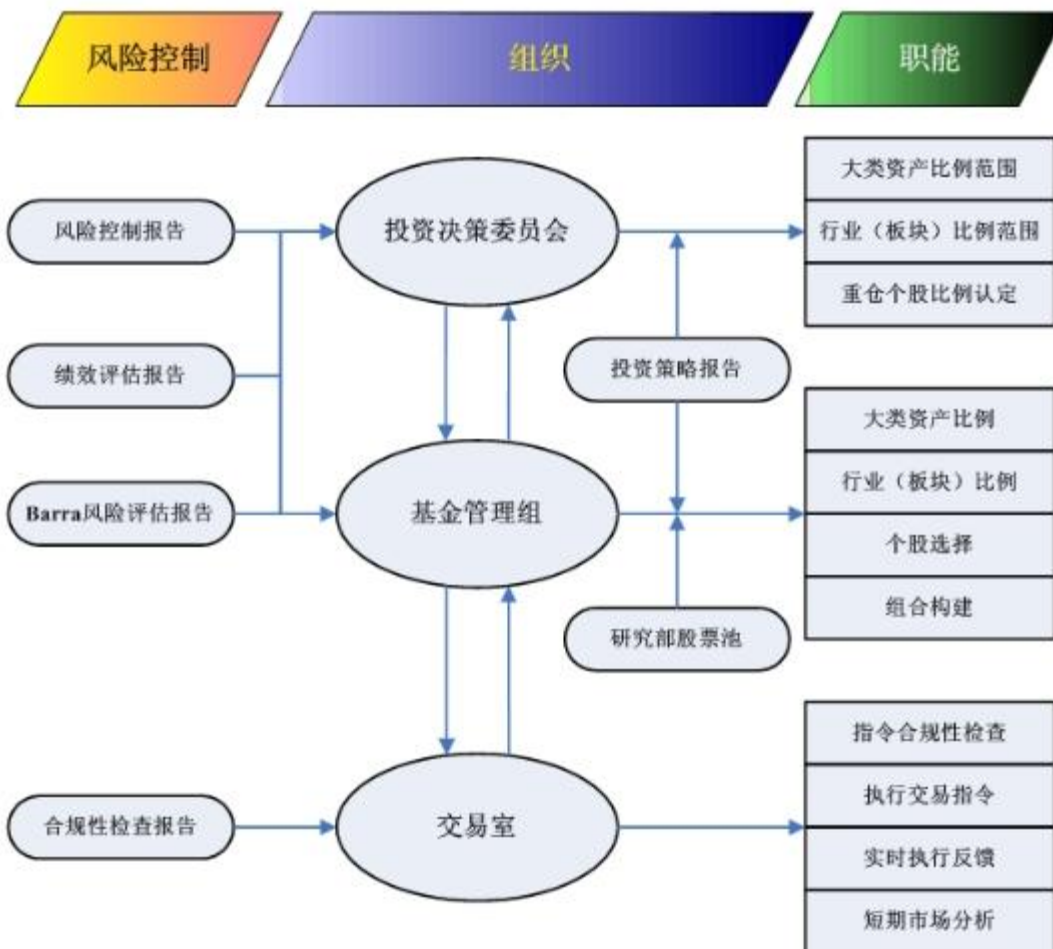 风险控制
组织
职能
风险控制报告
绩效评估报告
Barra风险评估报告
合规性检查报告
投资决策委员会
基金管理组
交易室
投资策略报告
研究部股票池
大类资产比例范围
行业（板块）比例范围
重仓个股比例认定
大类资产比例
行业（板块）比例
个股选择
组合构建
指令合规性检查
执行交易指令
实时执行反馈
短期市场分析